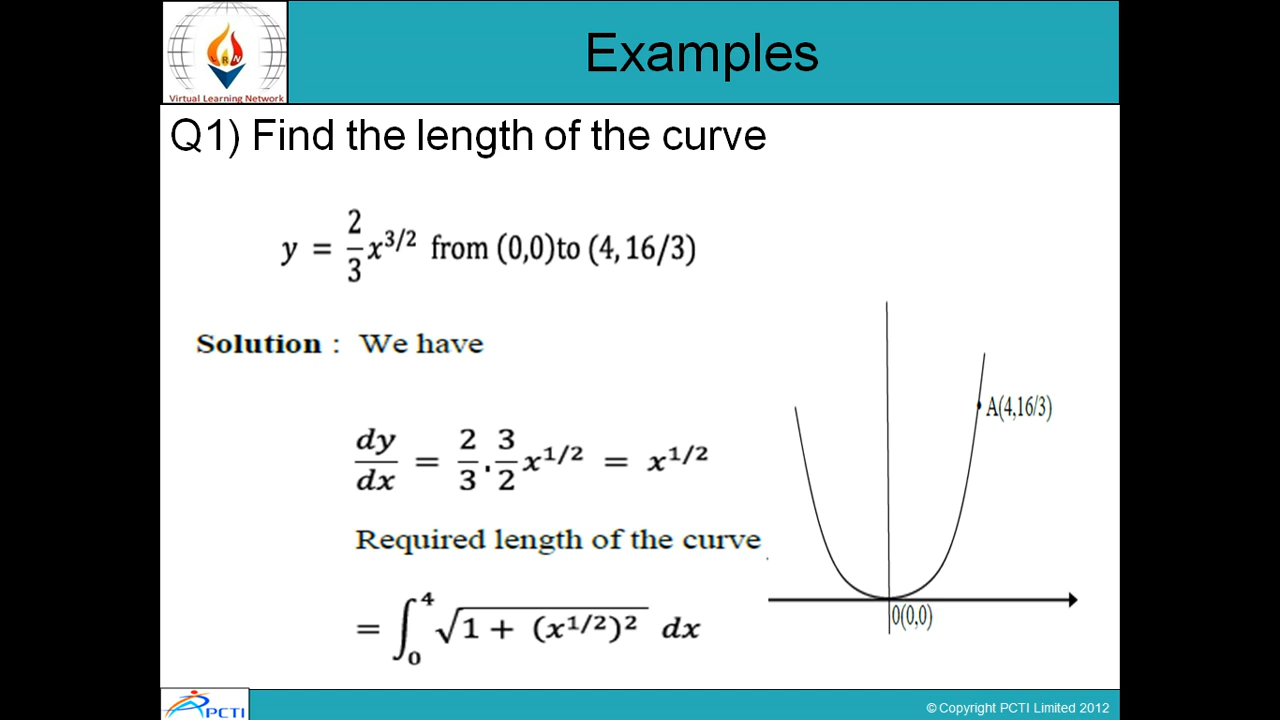 Examples
L R N
Virtual Learning Network
Q1) Find the length of the curve
y = 2/3 x^3/2 from (0,0)to (4, 16/3)
Solution : We have
dy/dx = 2/3 . 3/2 x^1/2 = x^1/2
A(4,16/3)
Required length of the curve
= ∫_0^4 √1 + (x^1/2)^2 dx
O(0,0)
PCTI
© Copyright PCTI Limited 2012